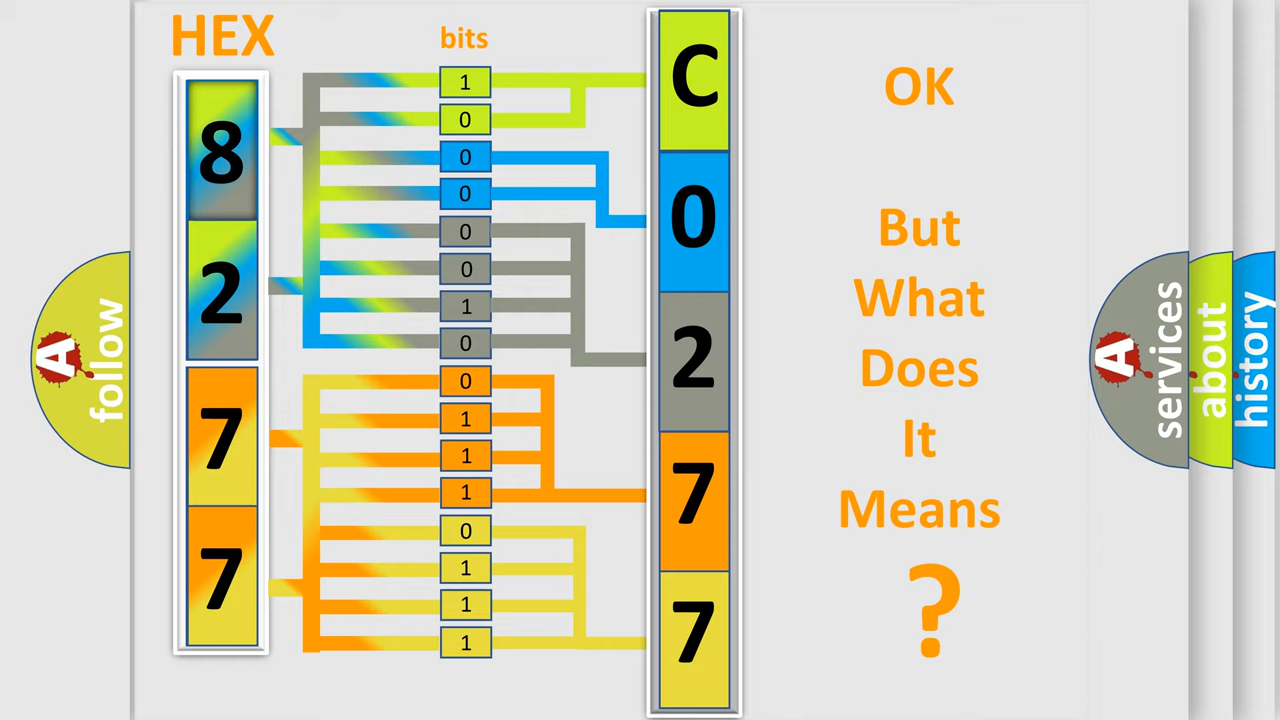 HEX
bits
8
2
7
7
1
0
0
0
0
0
1
0
0
1
1
1
0
1
1
1
C
0
2
7
7
OK
But
What
Does
It
Means
?
A
follow
A
services
about
history